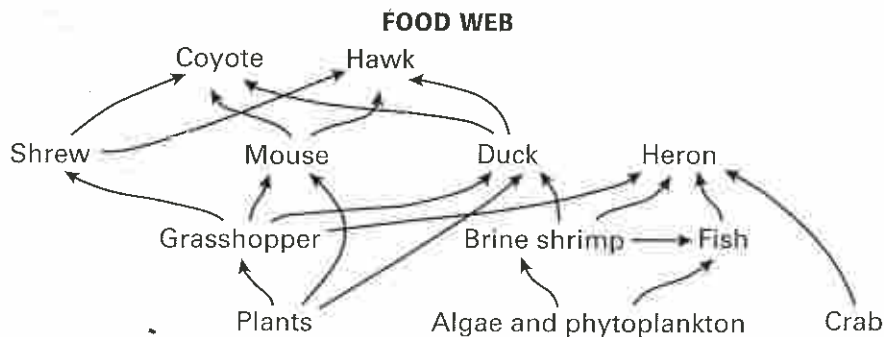 FOOD WEB
Coyote Hawk
Shrew Mouse Duck Heron
Grasshopper Brine shrimp Fish
Plants Algae and phytoplankton Crab